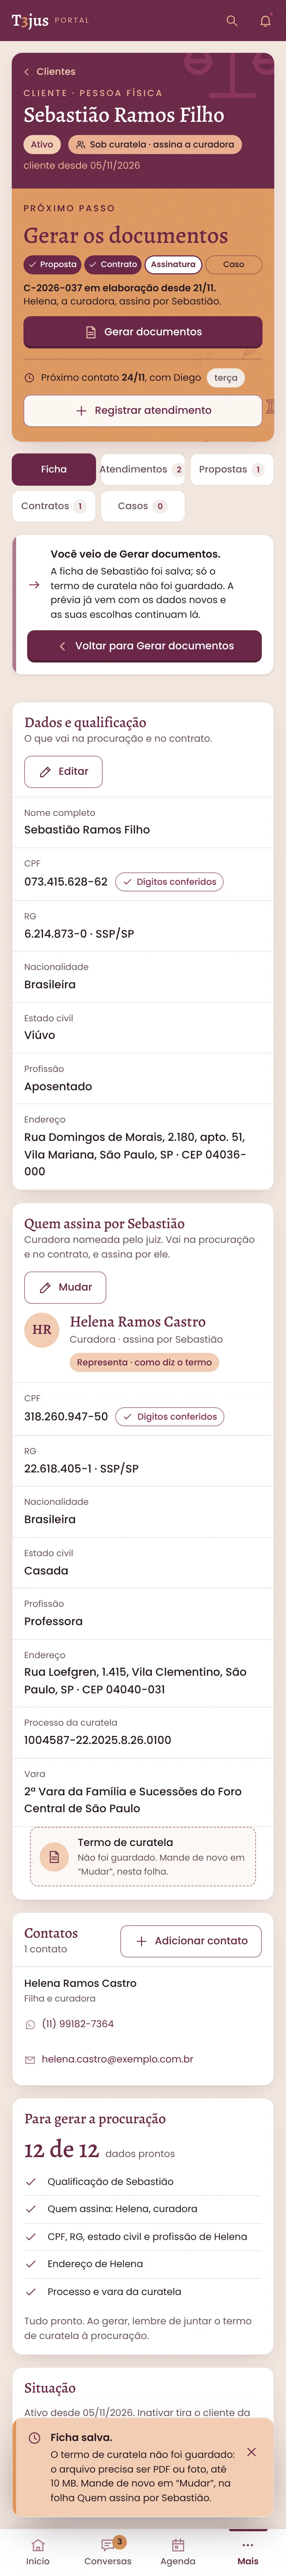 T3jus PORTAL
Clientes
CLIENTE · PESSOA FÍSICA
Sebastião Ramos Filho
Ativo
Sob curatela · assina a curadora
cliente desde 05/11/2026
PRÓXIMO PASSO
Gerar os documentos
Proposta
Contrato
Assinatura
Caso
C-2026-037 em elaboração desde 21/11.
Helena, a curadora, assina por Sebastião.
Gerar documentos
Próximo contato 24/11, com Diego
terça
Registrar atendimento
Ficha
Atendimentos 2
Propostas 1
Contratos 1
Casos 0
Você veio de Gerar documentos.
A ficha de Sebastião foi salva; só o
termo de curatela não foi guardado. A
prévia já vem com os dados novos e
as suas escolhas continuam lá.
Voltar para Gerar documentos
Dados e qualificação
O que vai na procuração e no contrato.
Editar
Nome completo
Sebastião Ramos Filho
CPF
073.415.628-62
Dígitos conferidos
RG
6.214.873-0 · SSP/SP
Nacionalidade
Brasileira
Estado civil
Viúvo
Profissão
Aposentado
Endereço
Rua Domingos de Morais, 2.180, apto. 51,
Vila Mariana, São Paulo, SP · CEP 04036-
000
Quem assina por Sebastião
Curadora nomeada pelo juiz. Vai na procuração
e no contrato, e assina por ele.
Mudar
HR
Helena Ramos Castro
Curadora · assina por Sebastião
Representa · como diz o termo
CPF
318.260.947-50
Dígitos conferidos
RG
22.618.405-1 · SSP/SP
Nacionalidade
Brasileira
Estado civil
Casada
Profissão
Professora
Endereço
Rua Loefgren, 1.415, Vila Clementino, São
Paulo, SP · CEP 04040-031
Processo da curatela
1004587-22.2025.8.26.0100
Vara
2ª Vara da Família e Sucessões do Foro
Central de São Paulo
Termo de curatela
Não foi guardado. Mande de novo em
“Mudar”, nesta folha.
Contatos
1 contato
Adicionar contato
Helena Ramos Castro
Filha e curadora
(11) 99182-7364
helena.castro@exemplo.com.br
Para gerar a procuração
12 de 12 dados prontos
Qualificação de Sebastião
Quem assina: Helena, curadora
CPF, RG, estado civil e profissão de Helena
Endereço de Helena
Processo e vara da curatela
Tudo pronto. Ao gerar, lembre de juntar o termo
de curatela à procuração.
Situação
Ativo desde 05/11/2026. Inativar tira o cliente da
Ficha salva.
O termo de curatela não foi guardado:
o arquivo precisa ser PDF ou foto, até
10 MB. Mande de novo em “Mudar”, na
folha Quem assina por Sebastião.
Início
Conversas
3
Agenda
Mais